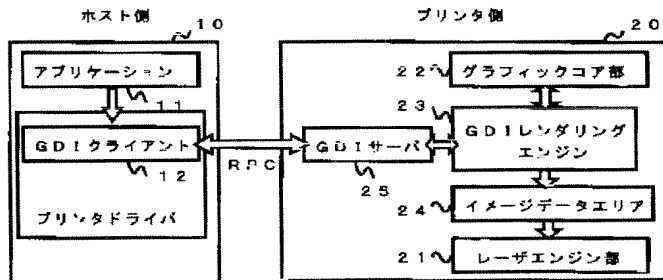 ホスト側
10
アプリケーション
11
GDIクライアント
12
プリンタドライバ
RPC
プリンタ側
20
22
グラフィックコア部
23
GDIレンダリング
エンジン
GDIサーバ
25
24
イメージデータエリア
21
レーザエンジン部